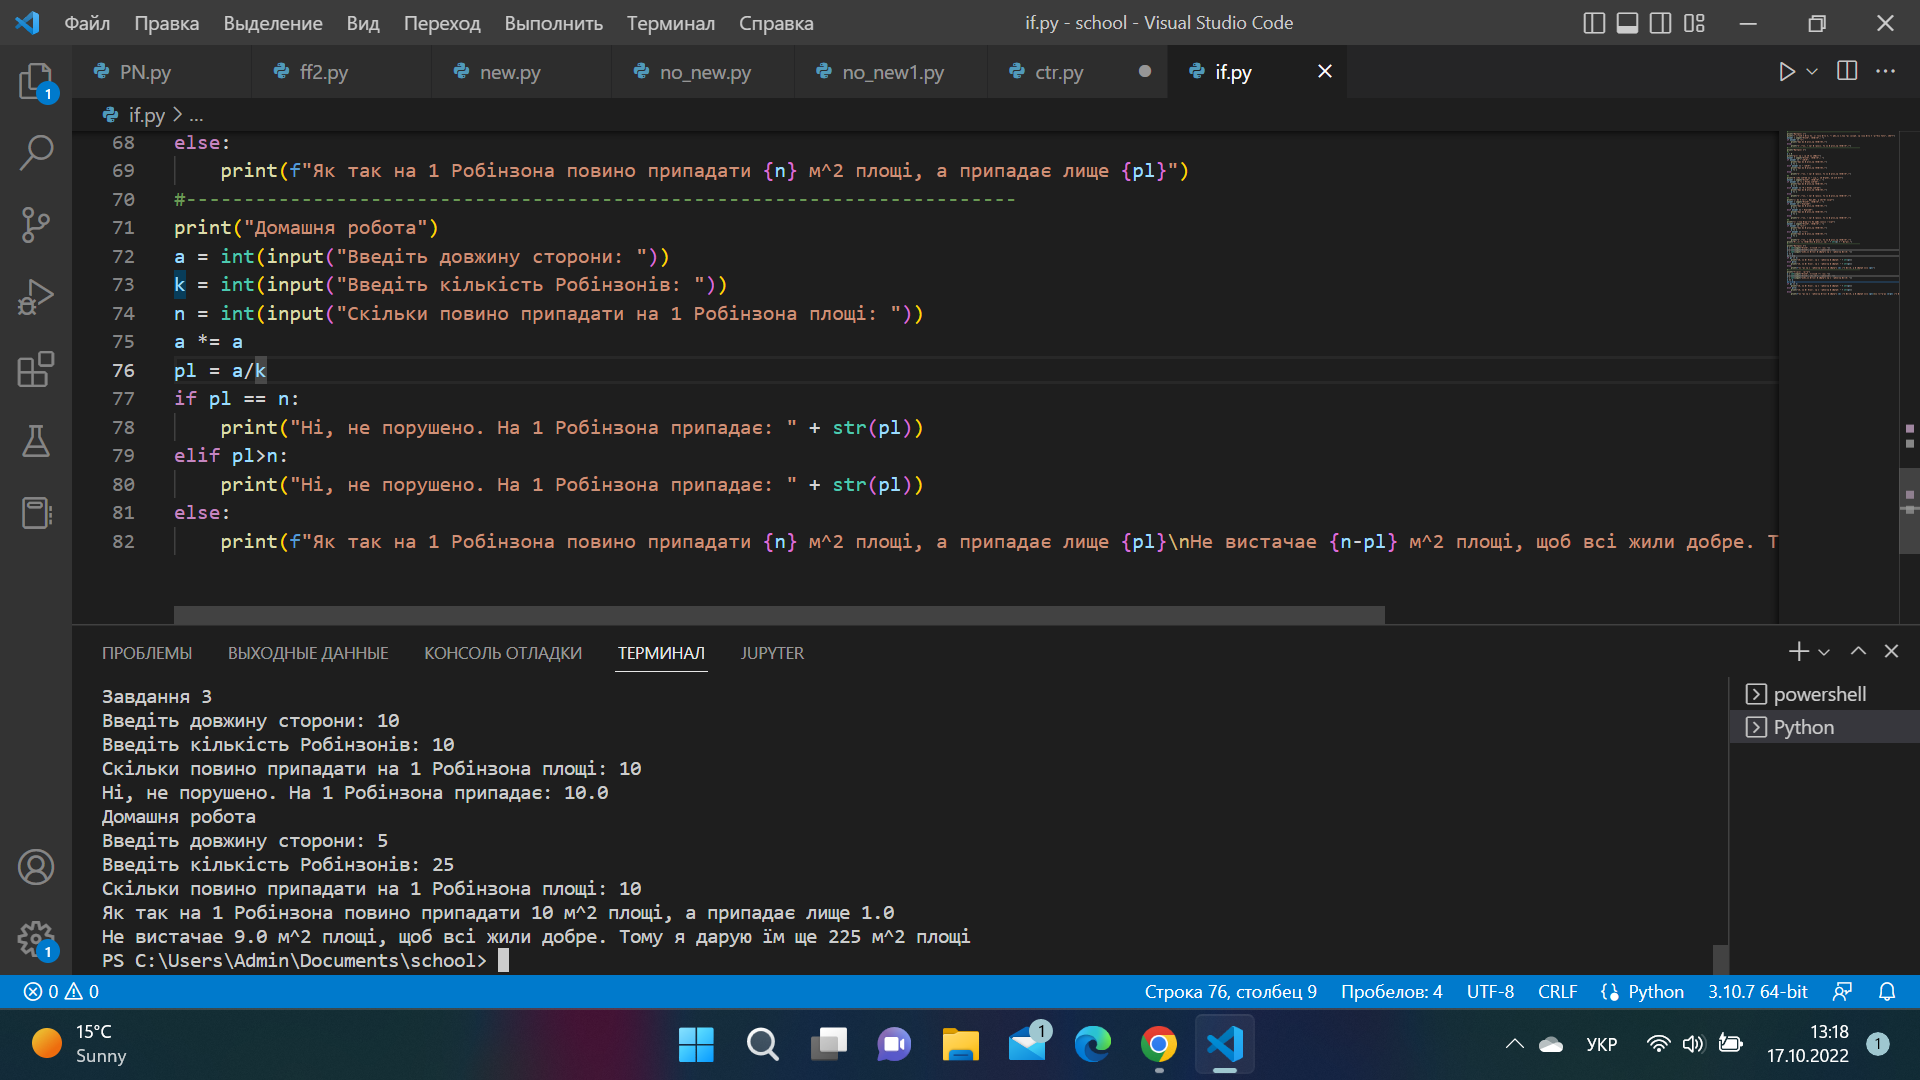 Файл Правка Выделение Вид Переход Выполнить Терминал Справка if.py - school - Visual Studio Code
PN.py ff2.py new.py no_new.py no_new1.py ctr.py if.py
1
if.py > ...
68 else:
69 print(f"Як так на 1 Робінзона повино припадати {n} м^2 площі, а припадає лище {pl}")
70 #------------------------------------------------------------------------
71 print("Домашня робота")
72 a = int(input("Введіть довжину сторони: "))
73 k = int(input("Введіть кількість Робінзонів: "))
74 n = int(input("Скільки повино припадати на 1 Робінзона площі: "))
75 a *= a
76 pl = a/k
77 if pl == n:
78 print("Ні, не порушено. На 1 Робінзона припадає: " + str(pl))
79 elif pl>n:
80 print("Ні, не порушено. На 1 Робінзона припадає: " + str(pl))
81 else:
82 print(f"Як так на 1 Робінзона повино припадати {n} м^2 площі, а припадає лище {pl}\nНе вистачае {n-pl} м^2 площі, щоб всі жили добре. Т
ПРОБЛЕМЫ ВЫХОДНЫЕ ДАННЫЕ КОНСОЛЬ ОТЛАДКИ ТЕРМИНАЛ JUPYTER
Завдання 3
Введіть довжину сторони: 10
Введіть кількість Робінзонів: 10
Скільки повино припадати на 1 Робінзона площі: 10
Ні, не порушено. На 1 Робінзона припадає: 10.0
Домашня робота
Введіть довжину сторони: 5
Введіть кількість Робінзонів: 25
Скільки повино припадати на 1 Робінзона площі: 10
Як так на 1 Робінзона повино припадати 10 м^2 площі, а припадає лище 1.0
Не вистачае 9.0 м^2 площі, щоб всі жили добре. Тому я дарую їм ще 225 м^2 площі
PS C:\Users\Admin\Documents\school>
powershell
Python
1
0 0 Строка 76, столбец 9 Пробелов: 4 UTF-8 CRLF Python 3.10.7 64-bit
15°C
Sunny
1
УКР
13:18
17.10.2022
1